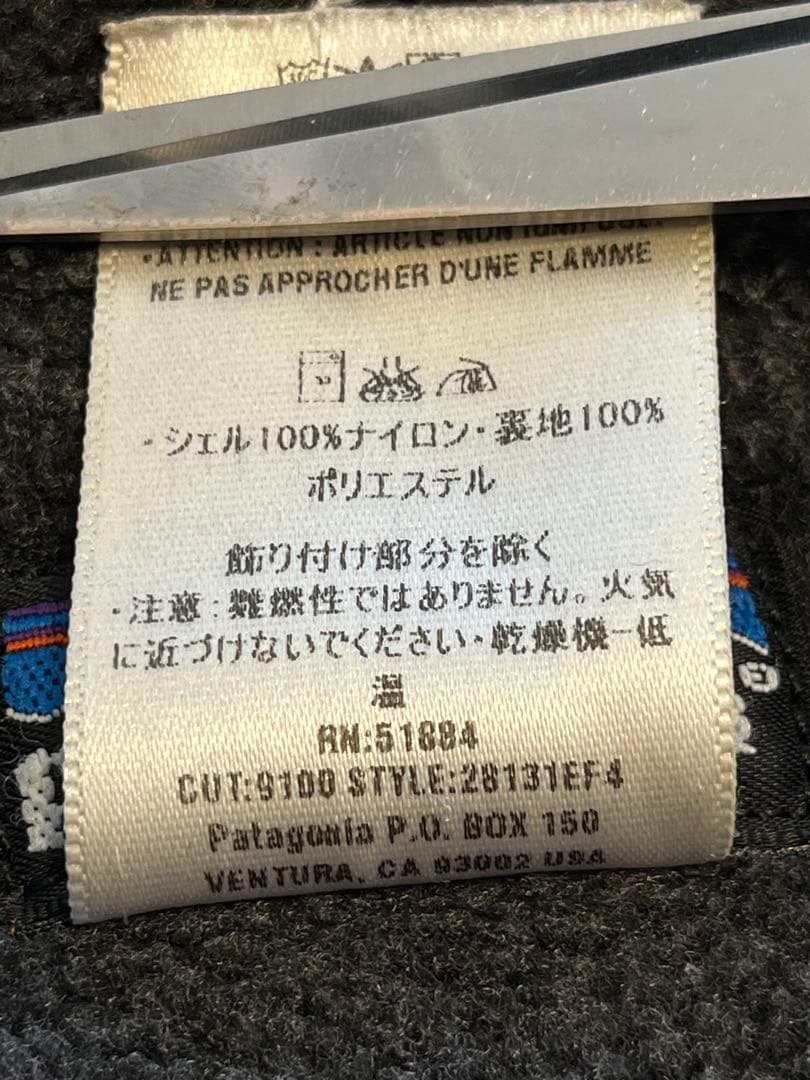 •ATTENTION : ARTICLE NON IGNIFUGE.
NE PAS APPROCHER D'UNE FLAMME
・シェル100%ナイロン・裏地100%
ポリエステル
飾り付け部分を除く
・注意:難燃性ではありません。火気
に近づけないでください・乾燥機ー低
温
RN:51884
CUT:9100 STYLE:28131EF4
Patagonia P.O. BOX 150
VENTURA, CA 93002 USA